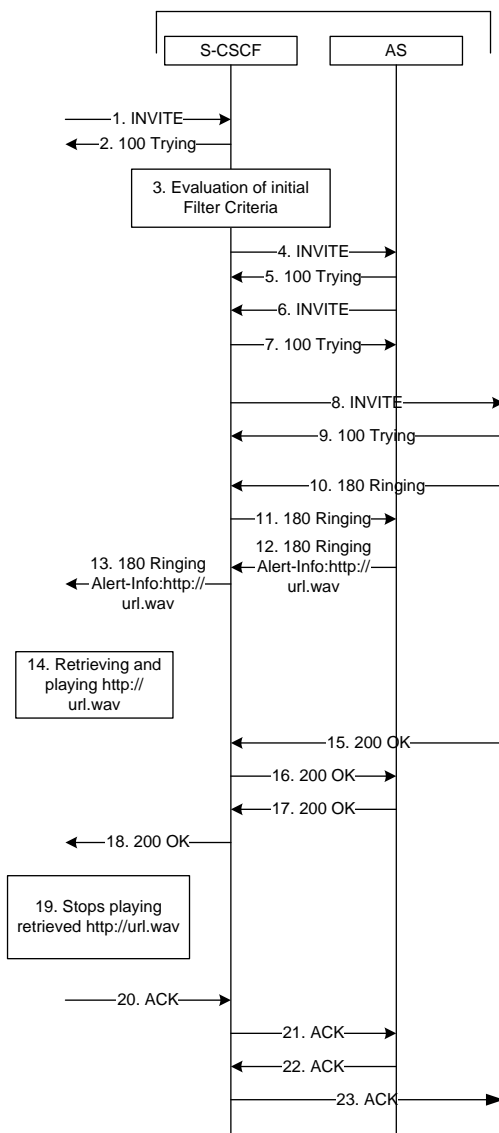 S-CSCF
AS
1. INVITE
2. 100 Trying
3. Evaluation of initial
Filter Criteria
4. INVITE
5. 100 Trying
6. INVITE
7. 100 Trying
8. INVITE
9. 100 Trying
10. 180 Ringing
11. 180 Ringing
12. 180 Ringing
Alert-Info:http://
url.wav
13. 180 Ringing
Alert-Info:http://
url.wav
14. Retrieving and
playing http://
url.wav
15. 200 OK
16. 200 OK
17. 200 OK
18. 200 OK
19. Stops playing
retrieved http://url.wav
20. ACK
21. ACK
22. ACK
23. ACK